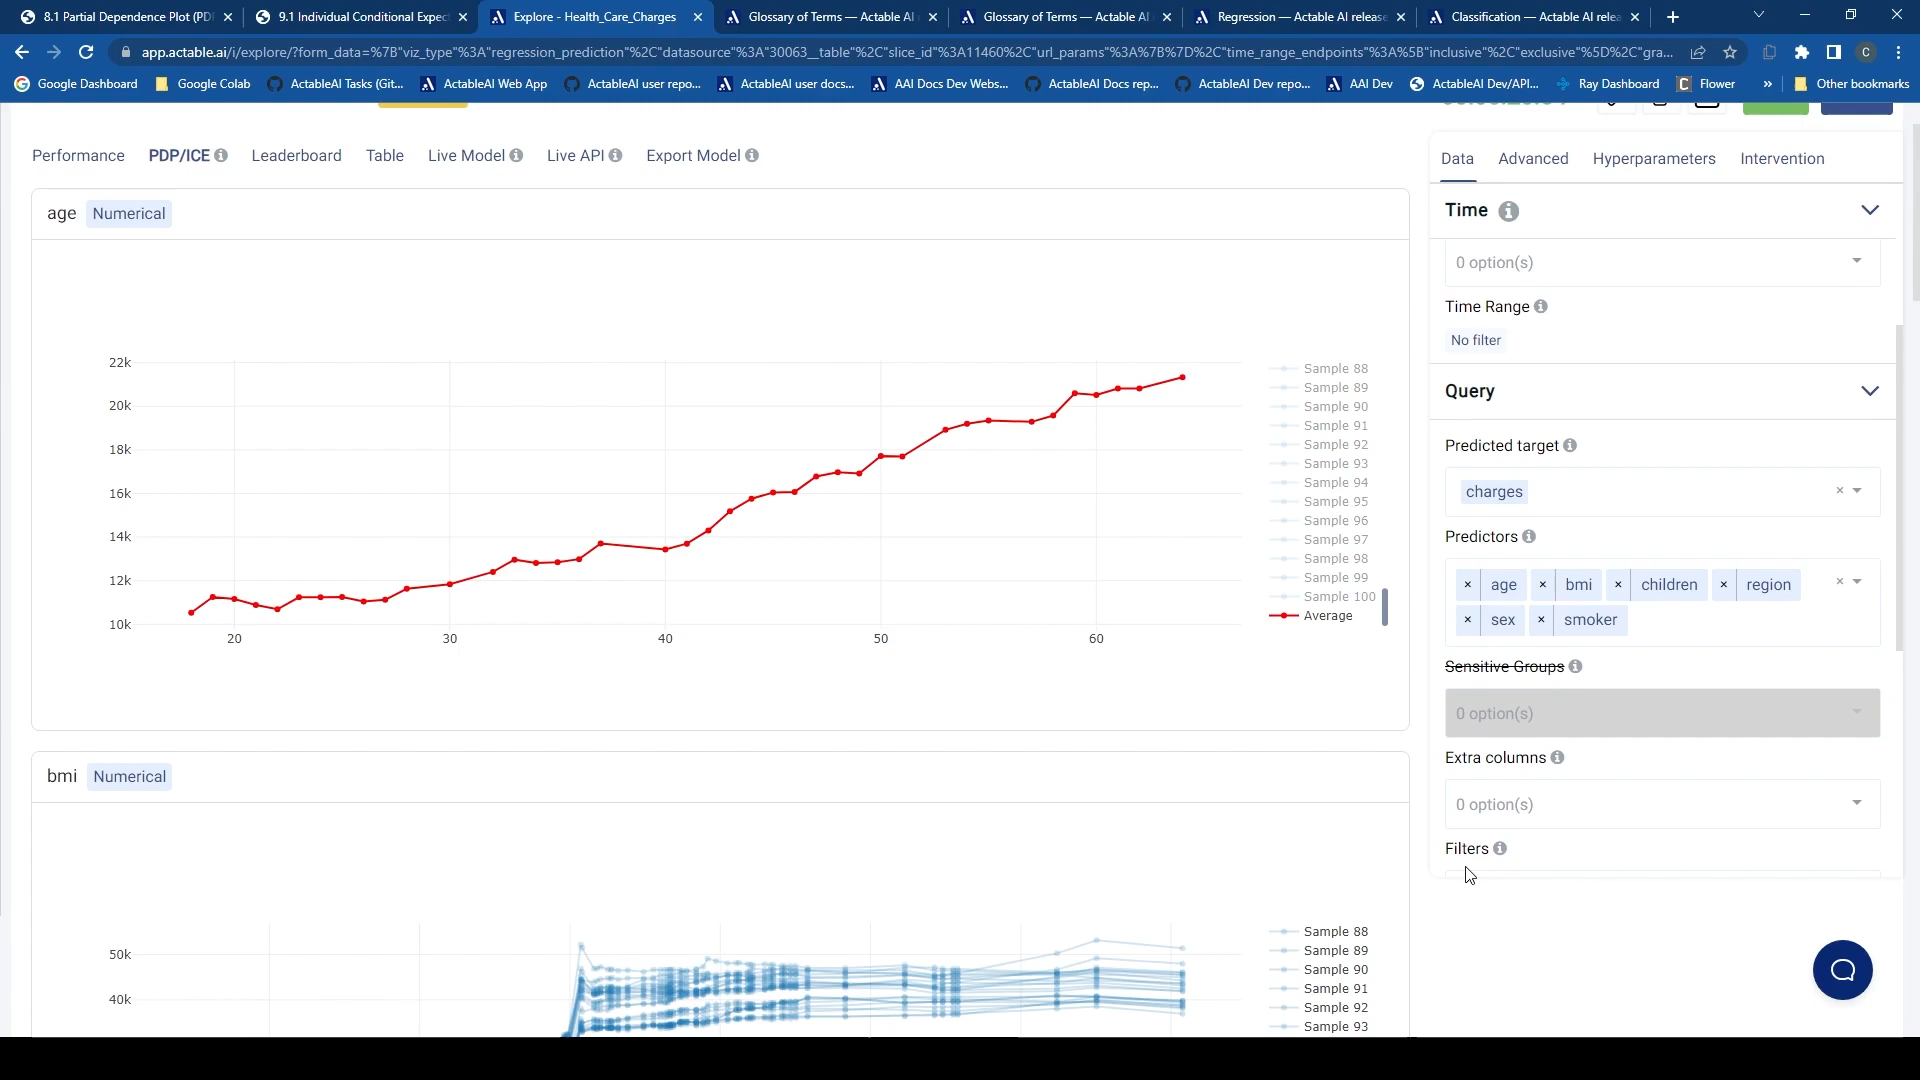 8.1 Partial Dependence Plot (PDP
9.1 Individual Conditional Expec
Explore - Health_Care_Charges
Glossary of Terms — Actable AI
Glossary of Terms — Actable AI
Regression — Actable AI release
Classification — Actable AI relea
app.actable.ai/i/explore/?form_data=%7B"viz_type"%3A"regression_prediction"%2C"datasource"%3A"30063__table"%2C"slice_id"%3A11460%2C"url_params"%3A%7B%7D%2C"time_range_endpoints"%3A%5B"inclusive"%2C"exclusive"%5D%2C"gra...
C
Google Dashboard
Google Colab
ActableAI Tasks (Git...
ActableAI Web App
ActableAI user repo...
ActableAI user docs...
AAI Docs Dev Webs...
ActableAI Docs rep...
ActableAI Dev repo...
AAI Dev
ActableAI Dev/API...
Ray Dashboard
Flower
»
Other bookmarks
Performance
PDP/ICE
Leaderboard
Table
Live Model
Live API
Export Model
age Numerical
22k
20k
18k
16k
14k
12k
10k
20
30
40
50
60
Sample 88
Sample 89
Sample 90
Sample 91
Sample 92
Sample 93
Sample 94
Sample 95
Sample 96
Sample 97
Sample 98
Sample 99
Sample 100
Average
bmi Numerical
50k
40k
Sample 88
Sample 89
Sample 90
Sample 91
Sample 92
Sample 93
Data
Advanced
Hyperparameters
Intervention
Time
0 option(s)
Time Range
No filter
Query
Predicted target
charges
Predictors
× age × bmi × children × region
× sex × smoker
Sensitive Groups
0 option(s)
Extra columns
0 option(s)
Filters